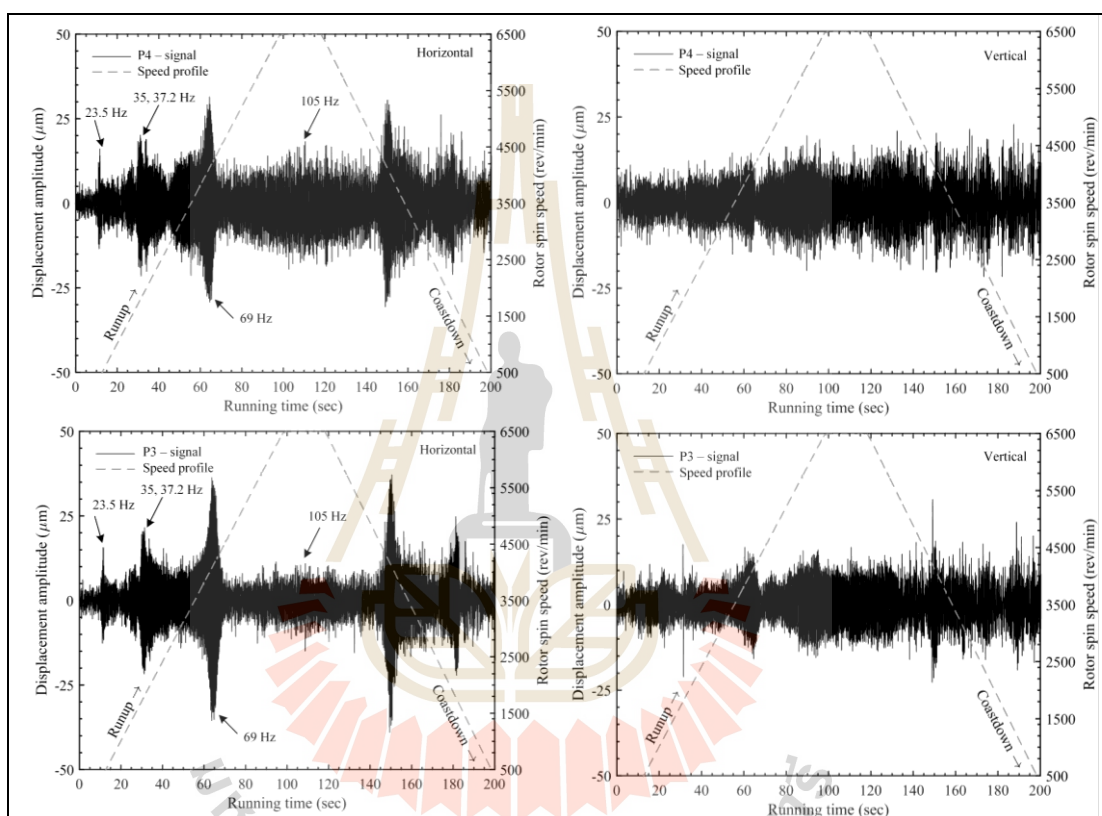 50
25
0
-25
-50
P4 – signal
Speed profile
Horizontal
23.5 Hz
35, 37.2 Hz
105 Hz
69 Hz
Runup →
Coastdown →
Displacement amplitude (μm)
6500
5500
4500
3500
2500
1500
500
Rotor spin speed (rev/min)
0 20 40 60 80 100 120 140 160 180 200
Running time (sec)
50
25
0
-25
-50
P4 – signal
Speed profile
Vertical
Runup →
Coastdown →
Displacement amplitude (μm)
6500
5500
4500
3500
2500
1500
500
Rotor spin speed (rev/min)
0 20 40 60 80 100 120 140 160 180 200
Running time (sec)
50
25
0
-25
-50
P3 – signal
Speed profile
Horizontal
23.5 Hz
35, 37.2 Hz
105 Hz
69 Hz
Runup →
Coastdown →
Displacement amplitude (μm)
6500
5500
4500
3500
2500
1500
500
Rotor spin speed (rev/min)
0 20 40 60 80 100 120 140 160 180 200
Running time (sec)
50
25
0
-25
-50
P3 – signal
Speed profile
Vertical
Runup →
Coastdown →
Displacement amplitude (μm)
6500
5500
4500
3500
2500
1500
500
Rotor spin speed (rev/min)
0 20 40 60 80 100 120 140 160 180 200
Running time (sec)